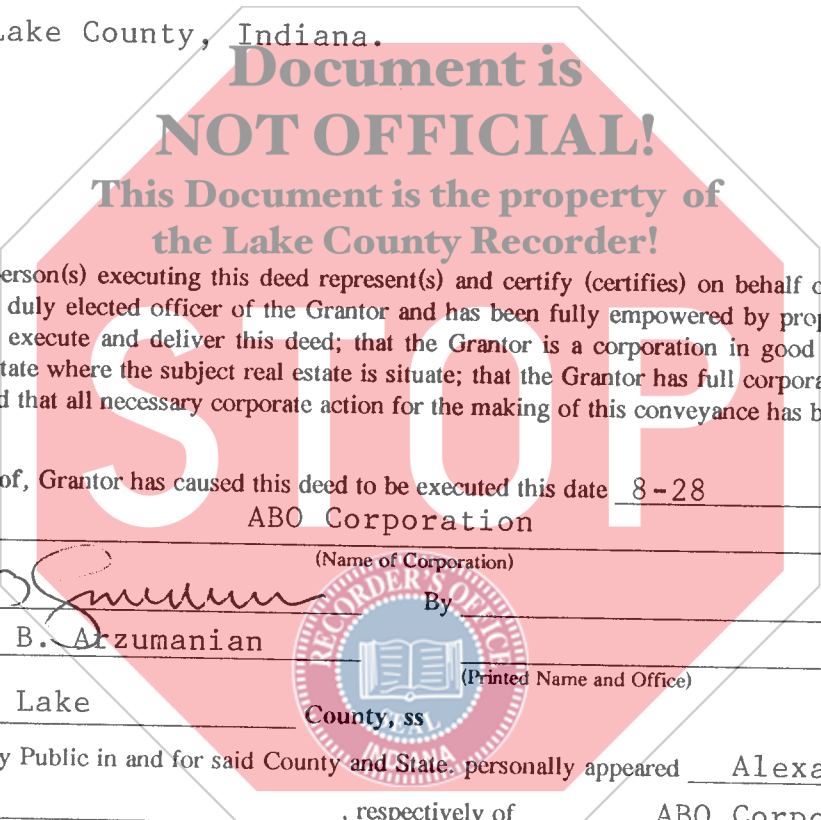 Lake County, Indiana.
Document is
NOT OFFICIAL!
This Document is the property of
the Lake County Recorder!
erson(s) executing this deed represent(s) and certify (certifies) on behalf o
duly elected officer of the Grantor and has been fully empowered by prop
execute and deliver this deed; that the Grantor is a corporation in good
tate where the subject real estate is situate; that the Grantor has full corpora
d that all necessary corporate action for the making of this conveyance has b
STOP
of, Grantor has caused this deed to be executed this date 8-28
ABO Corporation
(Name of Corporation)
By
B. Arzumanian
(Printed Name and Office)
RECORDER'S OFFICE
SEAL
INDIANA
Lake
County, ss
y Public in and for said County and State, personally appeared Alexa
, respectively of ABO Corpo